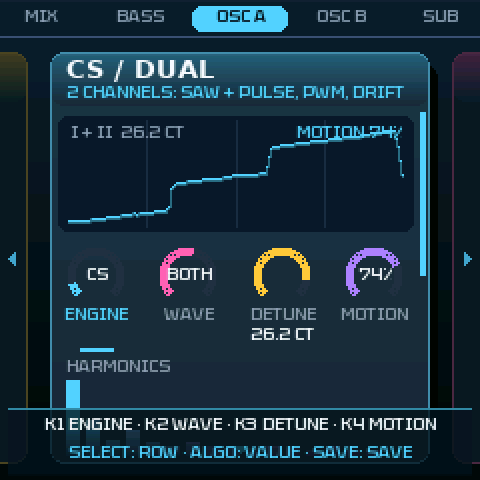 MIX BASS OSC A OSC B SUB
CS / DUAL
2 CHANNELS: SAW + PULSE, PWM, DRIFT
I + II 26.2 CT MOTION 74%
CS BOTH 74%
ENGINE WAVE DETUNE MOTION
26.2 CT
HARMONICS
K1 ENGINE · K2 WAVE · K3 DETUNE · K4 MOTION
SELECT: ROW · ALGO: VALUE · SAVE: SAVE